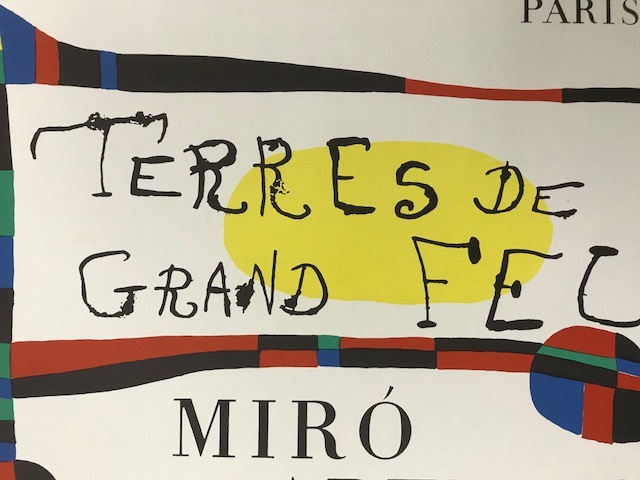 PARIS
TERRES DE
GRAND FEU
MIRÓ